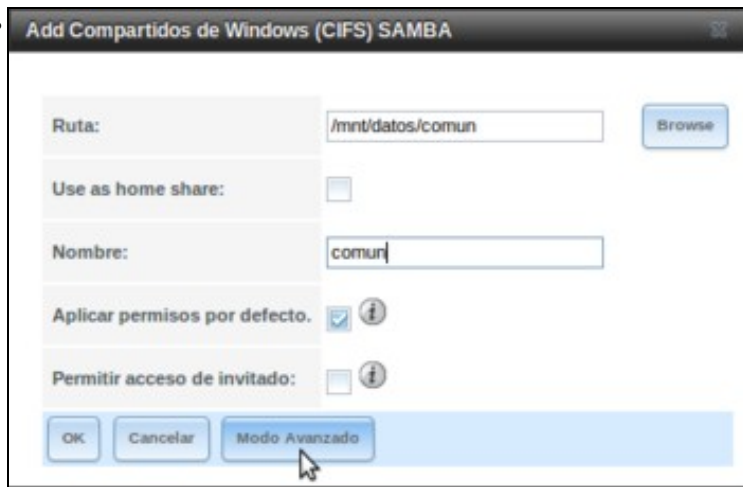 Add Compartidos de Windows (CIFS) SAMBA
Ruta: /mnt/datos/comun Browse
Use as home share:
Nombre: comun
Aplicar permisos por defecto.
Permitir acceso de invitado:
OK Cancelar Modo Avanzado